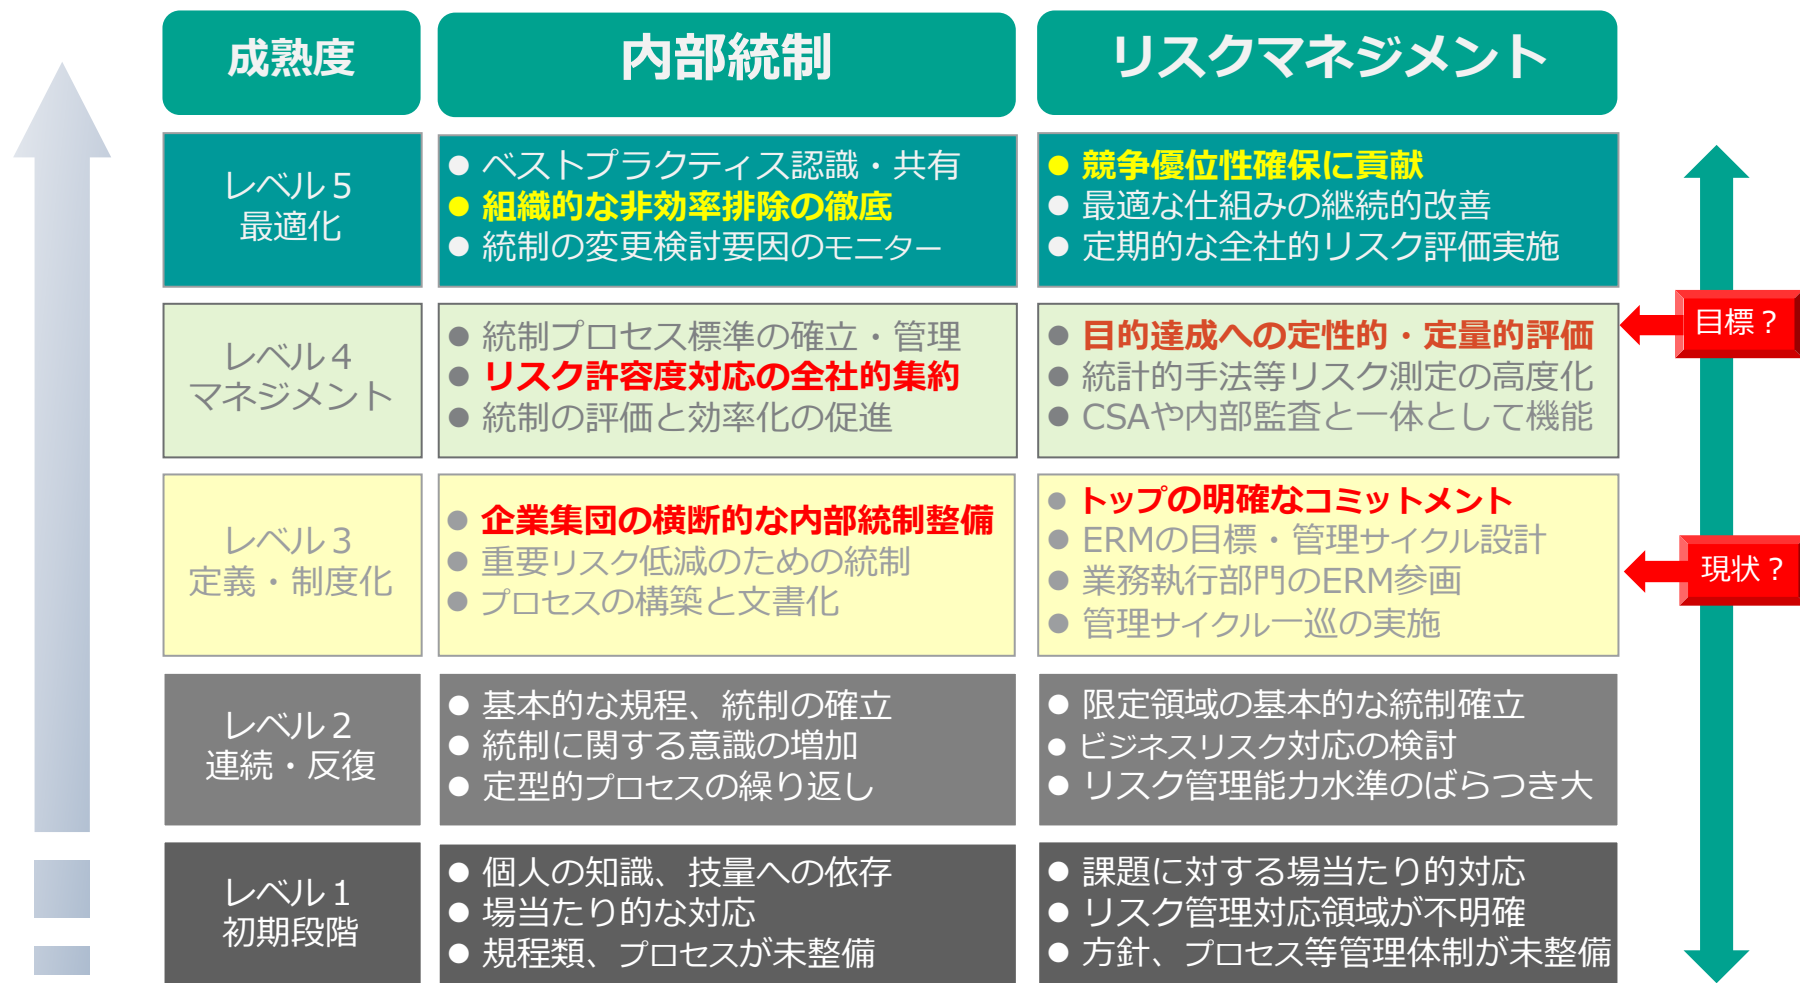 成熟度
内部統制
リスクマネジメント
レベル５
最適化
● ベストプラクティス認識・共有
● 組織的な非効率排除の徹底
● 統制の変更検討要因のモニター
● 競争優位性確保に貢献
● 最適な仕組みの継続的改善
● 定期的な全社的リスク評価実施
目標？
レベル４
マネジメント
● 統制プロセス標準の確立・管理
● リスク許容度対応の全社的集約
● 統制の評価と効率化の促進
● 目的達成への定性的・定量的評価
● 統計的手法等リスク測定の高度化
● CSAや内部監査と一体として機能
レベル３
定義・制度化
● 企業集団の横断的な内部統制整備
● 重要リスク低減のための統制
● プロセスの構築と文書化
● トップの明確なコミットメント
● ERMの目標・管理サイクル設計
● 業務執行部門のERM参画
● 管理サイクル一巡の実施
現状？
レベル２
連続・反復
● 基本的な規程、統制の確立
● 統制に関する意識の増加
● 定型的プロセスの繰り返し
● 限定領域の基本的な統制確立
● ビジネスリスク対応の検討
● リスク管理能力水準のばらつき大
レベル１
初期段階
● 個人の知識、技量への依存
● 場当たり的な対応
● 規程類、プロセスが未整備
● 課題に対する場当たり的対応
● リスク管理対応領域が不明確
● 方針、プロセス等管理体制が未整備